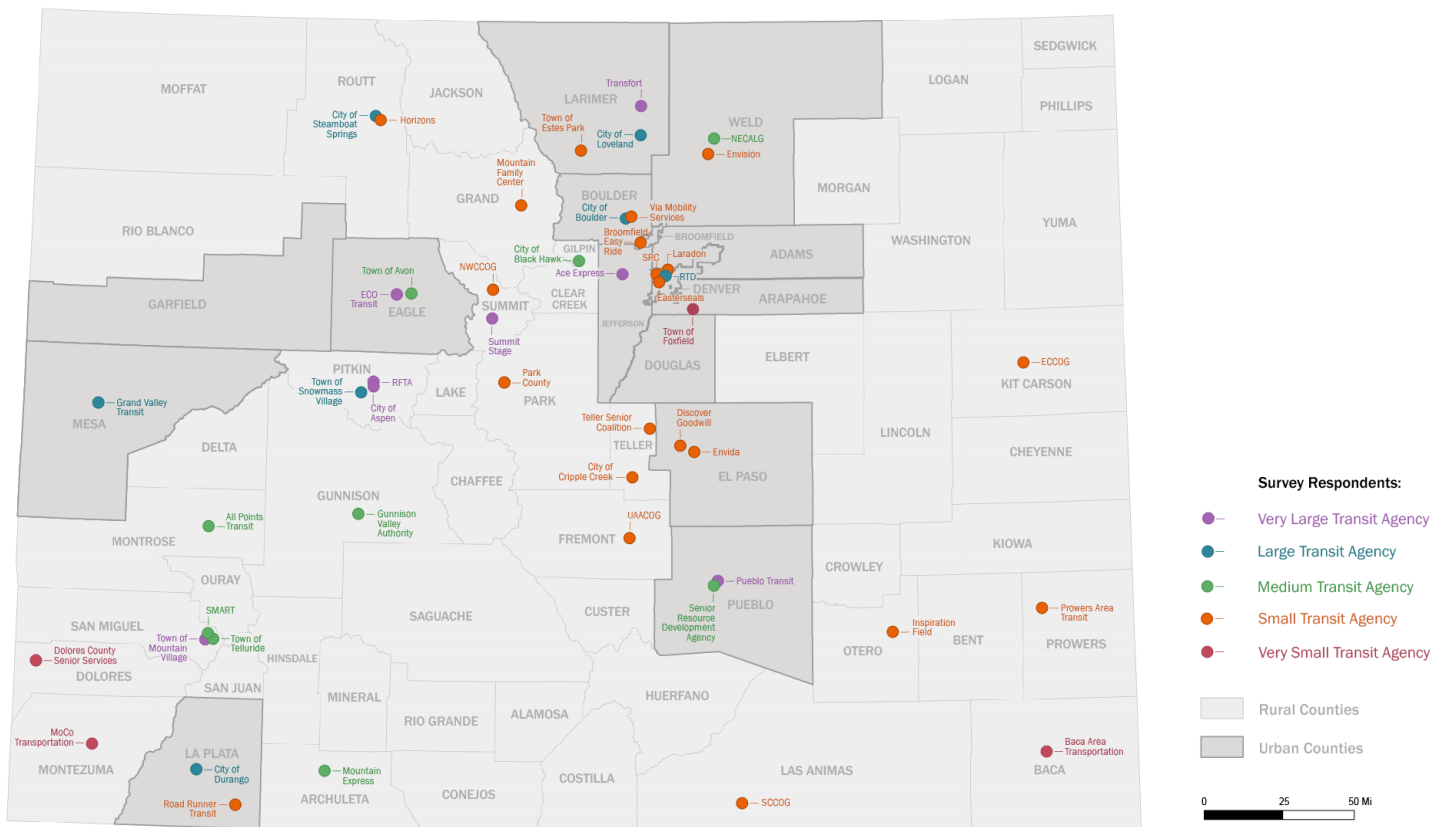 SEDGWICK
LOGAN
ROUTT
MOFFAT
JACKSON
Transfort
LARIMER
PHILLIPS
City of
Steamboat
Springs
Horizons
Town of
Estes Park
City of
Loveland
WELD
NECALG
Envision
Mountain
Family
Center
GRAND
BOULDER
City of
Boulder
Via Mobility
Services
MORGAN
YUMA
RIO BLANCO
Broomfield
Easy
Ride
BROOMFIELD
WASHINGTON
City of
Black Hawk
GILPIN
SRC
Laradon
ADAMS
Town of Avon
NWCCOG
Ace Express
RTD
DENVER
ECO
Transit
EAGLE
GARFIELD
SUMMIT
CLEAR
CREEK
Easterseals
ARAPAHOE
JEFFERSON
Summit
Stage
Town of
Foxfield
ELBERT
DOUGLAS
ECCOG
KIT CARSON
PITKIN
RFTA
Town of
Snowmass
Village
City of
Aspen
LAKE
Park
County
PARK
Grand Valley
Transit
MESA
Teller Senior
Coalition
Discover
Goodwill
TELLER
Envida
LINCOLN
DELTA
CHEYENNE
City of
Cripple Creek
EL PASO
CHAFFEE
GUNNISON
Gunnison
Valley
Authority
All Points
Transit
MONTROSE
UAACOG
FREMONT
KIOWA
CROWLEY
OURAY
Pueblo Transit
PUEBLO
Senior
Resource
Development
Agency
SAGUACHE
CUSTER
SMART
SAN MIGUEL
Town of
Mountain
Village
Town of
Telluride
Prowers Area
Transit
Inspiration
Field
BENT
PROWERS
OTERO
Dolores County
Senior Services
DOLORES
HINSDALE
SAN JUAN
MINERAL
RIO GRANDE
ALAMOSA
HUERFANO
MoCo
Transportation
MONTEZUMA
LA PLATA
City of
Durango
Road Runner
Transit
Mountain
Express
ARCHULETA
CONEJOS
COSTILLA
LAS ANIMAS
SCCOG
Baca Area
Transportation
BACA
Survey Respondents:
Very Large Transit Agency
Large Transit Agency
Medium Transit Agency
Small Transit Agency
Very Small Transit Agency
Rural Counties
Urban Counties
0 25 50 Mi